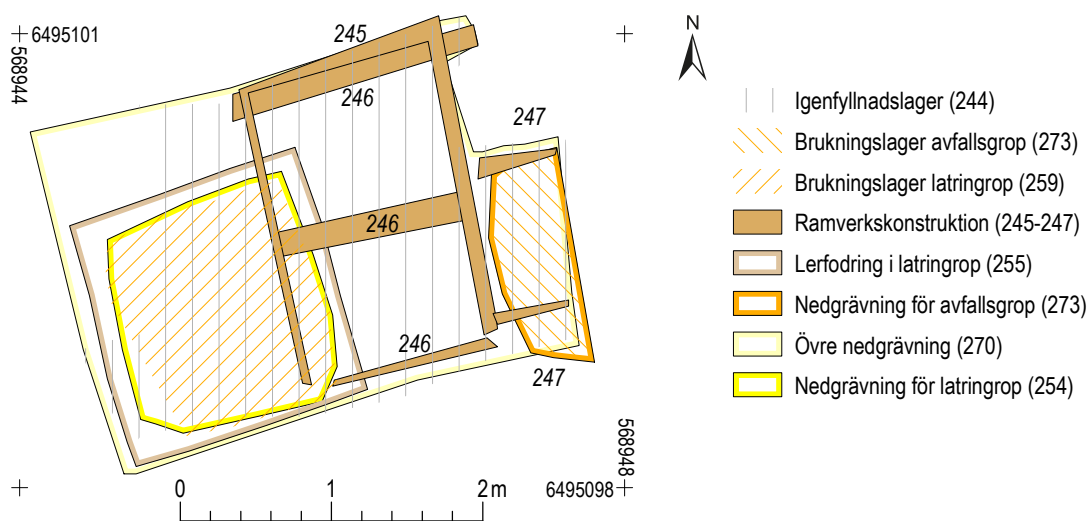 6495101
568944
245
246
247
246
246
247
0 1 2 m
6495098
568948
N
Igenfyllnadslager (244)
Brukningslager avfallsgrop (273)
Brukningslager latringrop (259)
Ramverkskonstruktion (245-247)
Lerfodring i latringrop (255)
Nedgrävning för avfallsgrop (273)
Övre nedgrävning (270)
Nedgrävning för latringrop (254)